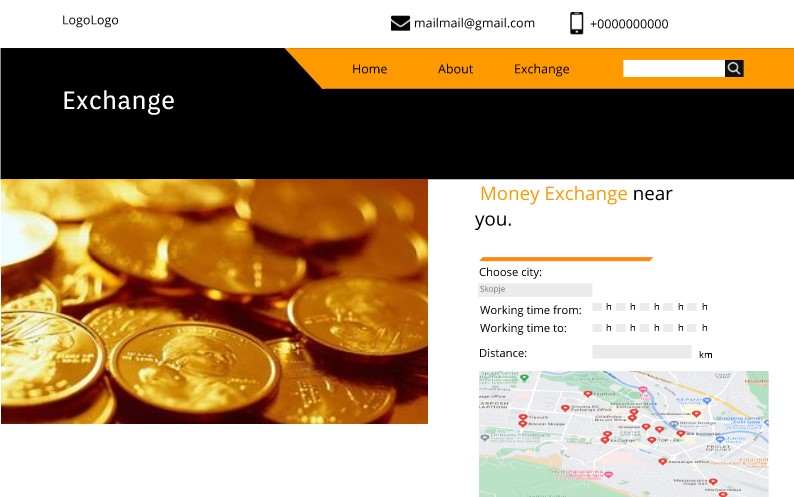 LogoLogo
mailmail@gmail.com
+0000000000
Home About Exchange
Exchange
Money Exchange near
you.
Choose city:
Skopje
Working time from: h h h h h
Working time to: h h h h h
Distance: km